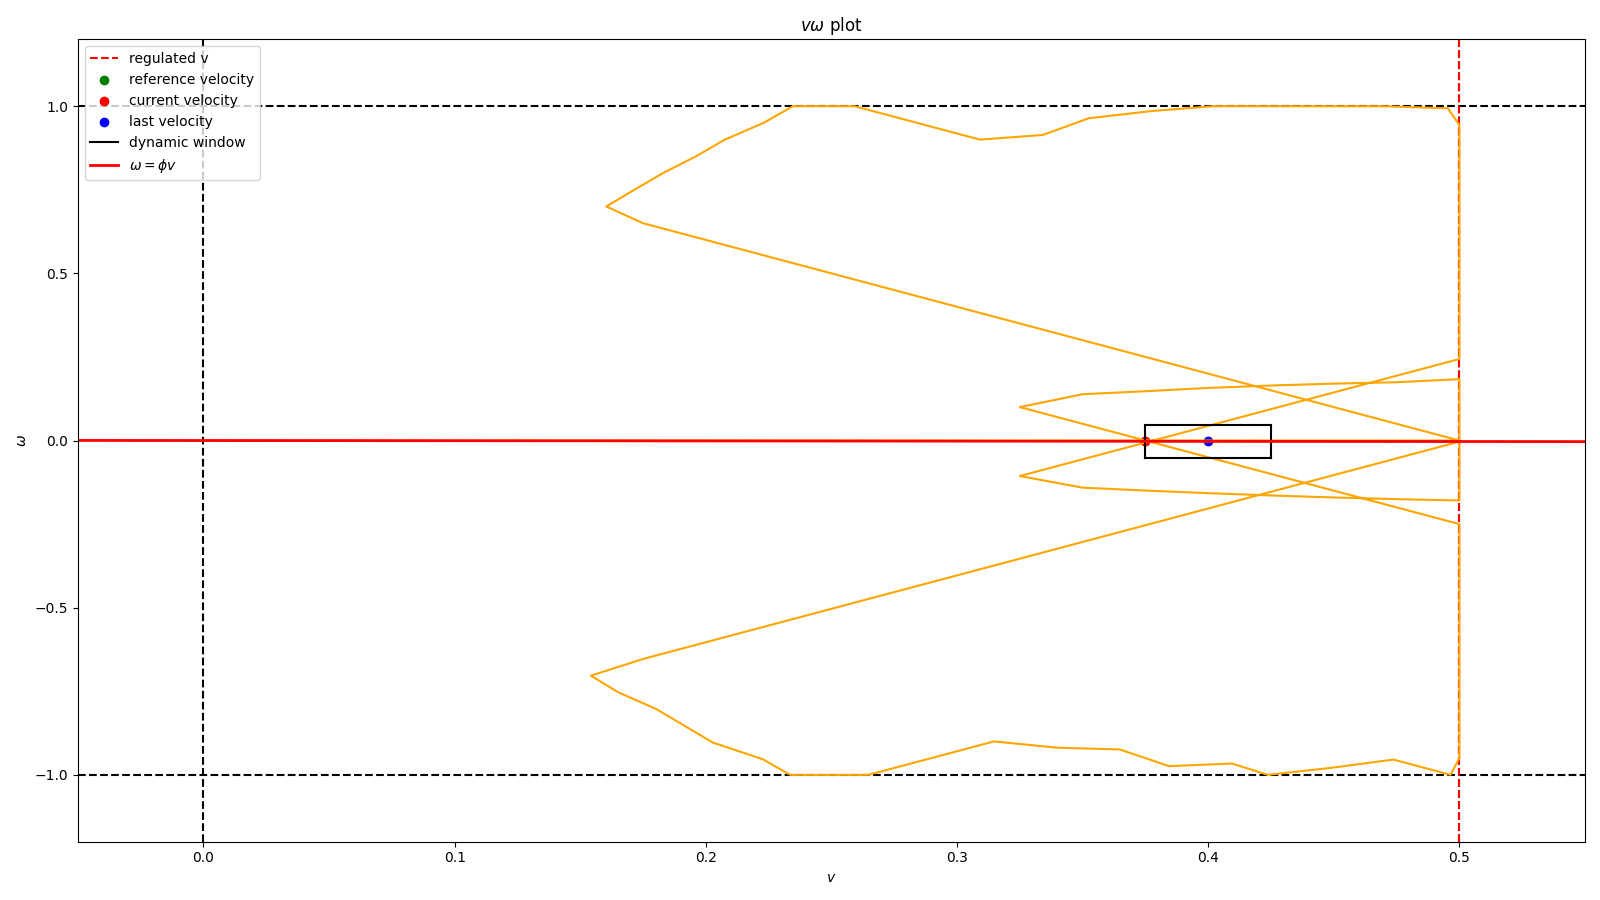 vω plot
regulated v
reference velocity
current velocity
last velocity
dynamic window
ω = ϕv
1.0
0.5
0.0
−0.5
−1.0
ω
0.0 0.1 0.2 0.3 0.4 0.5
v